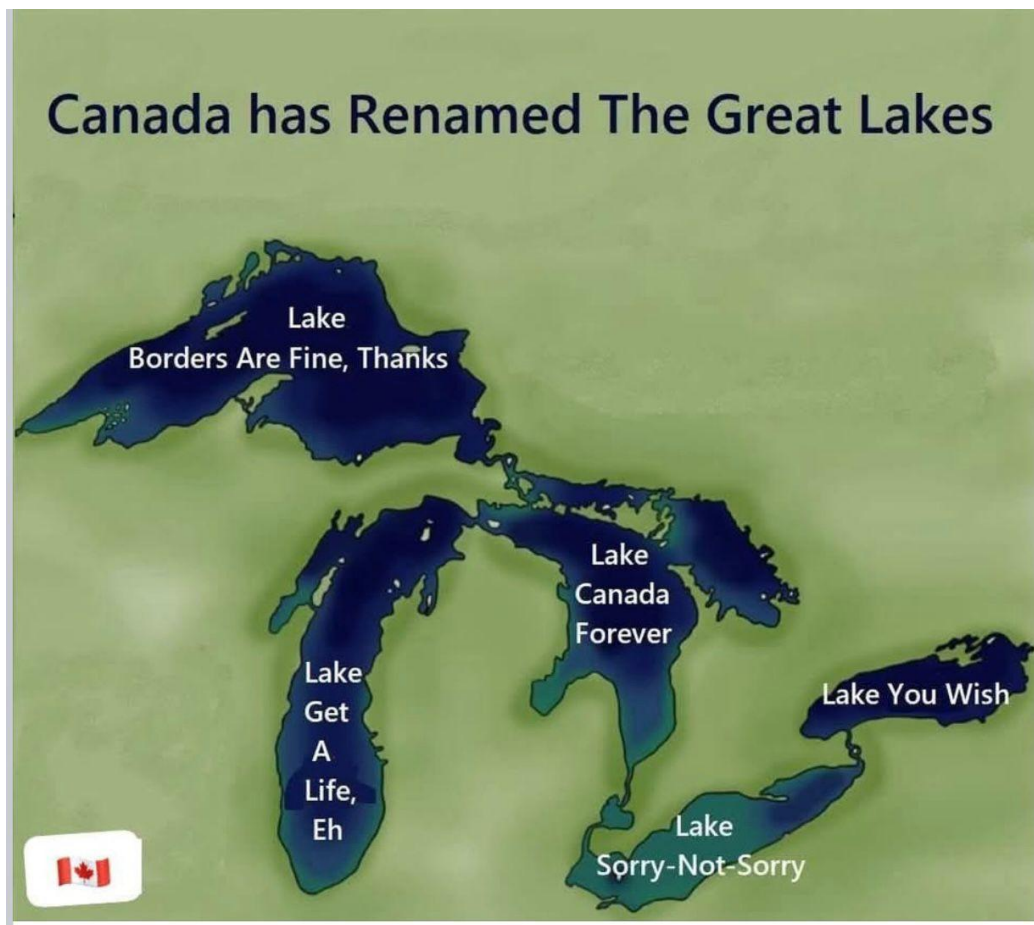 Canada has Renamed The Great Lakes
Lake
Borders Are Fine, Thanks
Lake
Canada
Forever
Lake
Get
A
Life,
Eh
Lake You Wish
Lake
Sorry-Not-Sorry